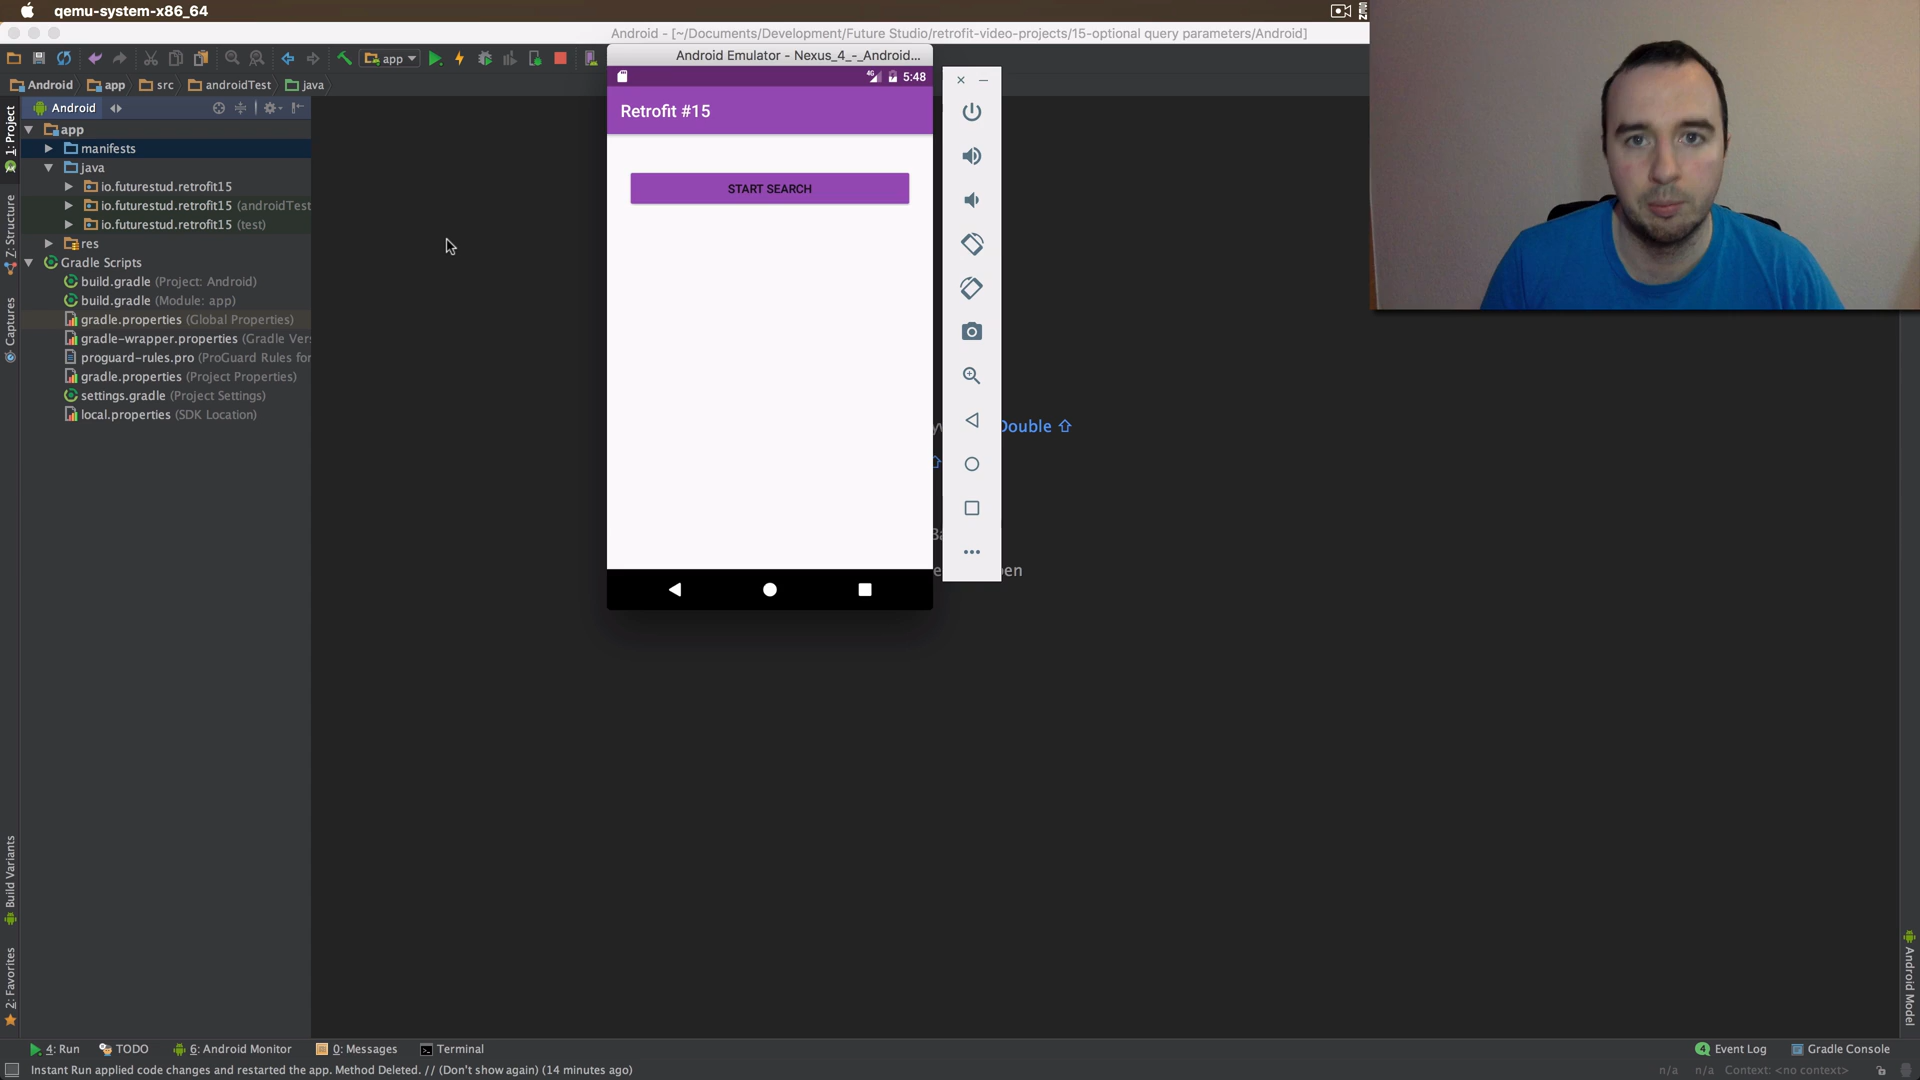 qemu-system-x86_64
Android - [~/Documents/Development/Future Studio/retrofit-video-projects/15-optional query parameters/Android]
Android Emulator - Nexus_4_-_Android...
app
Android app src androidTest java
5:48
Android
Retrofit #15
app
manifests
java
io.futurestud.retrofit15
START SEARCH
io.futurestud.retrofit15 (androidTest
io.futurestud.retrofit15 (test)
res
Gradle Scripts
build.gradle (Project: Android)
build.gradle (Module: app)
gradle.properties (Global Properties)
gradle-wrapper.properties (Gradle Ver
proguard-rules.pro (ProGuard Rules for
gradle.properties (Project Properties)
settings.gradle (Project Settings)
local.properties (SDK Location)
Double ⇧
1: Project
Z: Structure
Captures
Build Variants
2: Favorites
Android Model
4: Run TODO 6: Android Monitor 0: Messages Terminal
4 Event Log Gradle Console
Instant Run applied code changes and restarted the app. Method Deleted. // (Don't show again) (14 minutes ago)
n/a n/a Context: <no context>